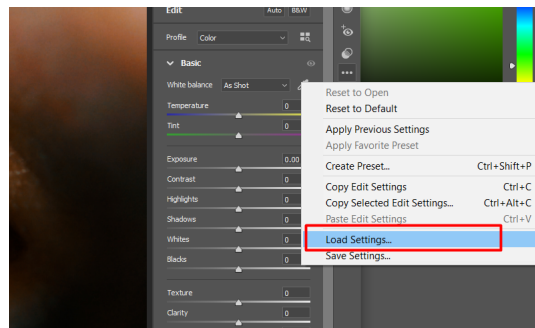 Edit Auto B&W
Profile Color
Basic
White balance As Shot
Temperature 0
Tint 0
Exposure 0.00
Contrast 0
Highlights 0
Shadows 0
Whites 0
Blacks 0
Texture 0
Clarity 0
Reset to Open
Reset to Default
Apply Previous Settings
Apply Favorite Preset
Create Preset... Ctrl+Shift+P
Copy Edit Settings Ctrl+C
Copy Selected Edit Settings... Ctrl+Alt+C
Paste Edit Settings Ctrl+V
Load Settings...
Save Settings...